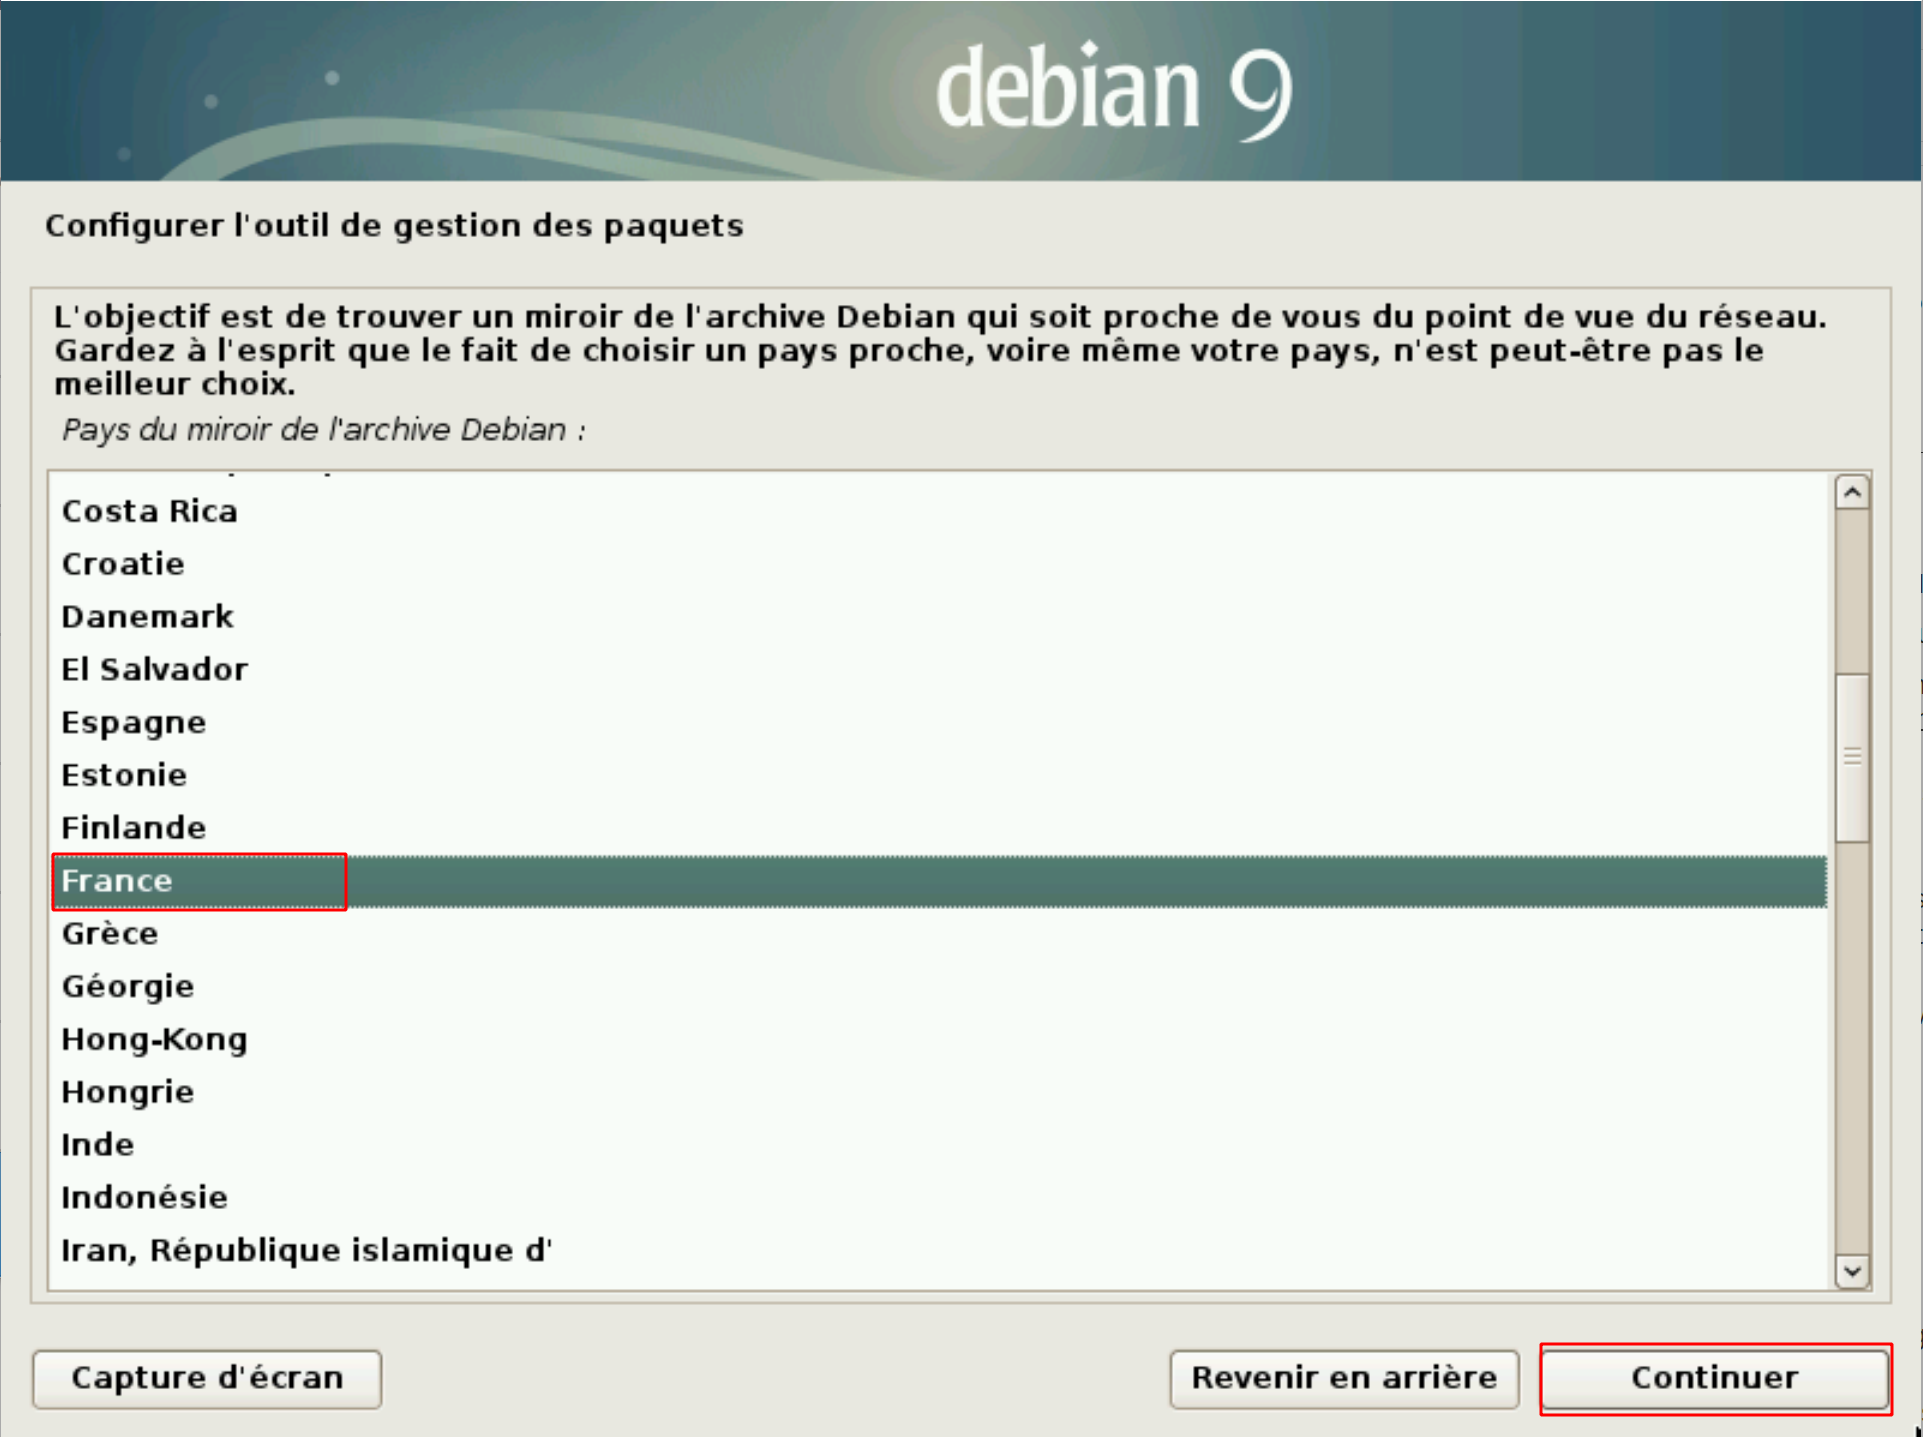 debian 9
Configurer l'outil de gestion des paquets
L'objectif est de trouver un miroir de l'archive Debian qui soit proche de vous du point de vue du réseau.
Gardez à l'esprit que le fait de choisir un pays proche, voire même votre pays, n'est peut-être pas le
meilleur choix.
Pays du miroir de l'archive Debian :
Costa Rica
Croatie
Danemark
El Salvador
Espagne
Estonie
Finlande
France
Grèce
Géorgie
Hong-Kong
Hongrie
Inde
Indonésie
Iran, République islamique d'
Capture d'écran
Revenir en arrière
Continuer